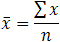 x̄ = ∑x / n